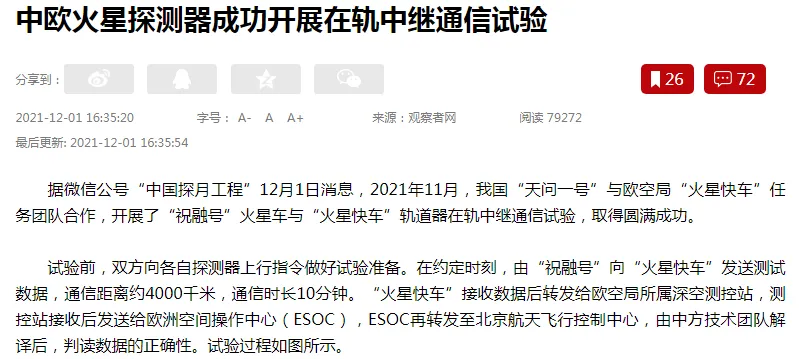 中欧火星探测器成功开展在轨中继通信试验
分享到： 26 72
2021-12-01 16:35:20 字号： A- A A+ 来源：观察者网 阅读 79272
最后更新: 2021-12-01 16:35:54
据微信公号“中国探月工程”12月1日消息，2021年11月，我国“天问一号”与欧空局“火星快车”任
务团队合作，开展了“祝融号”火星车与“火星快车”轨道器在轨中继通信试验，取得圆满成功。
试验前，双方向各自探测器上行指令做好试验准备。在约定时刻，由“祝融号”向“火星快车”发送测试
数据，通信距离约4000千米，通信时长10分钟。“火星快车”接收数据后转发给欧空局所属深空测控站，测
控站接收后发送给欧洲空间操作中心（ESOC），ESOC再转发至北京航天飞行控制中心，由中方技术团队解
译后，判读数据的正确性。试验过程如图所示。